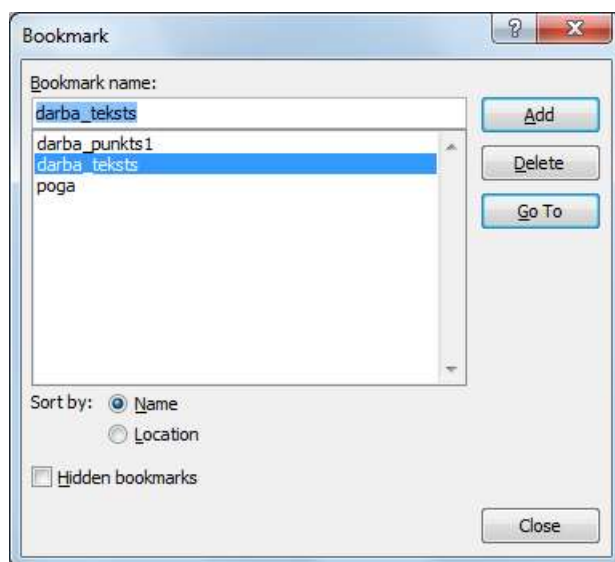 Bookmark
?
Bookmark name:
darba_teksts
Add
darba_punkts1
darba_teksts
poga
Delete
Go To
Sort by:
Name
Location
Hidden bookmarks
Close